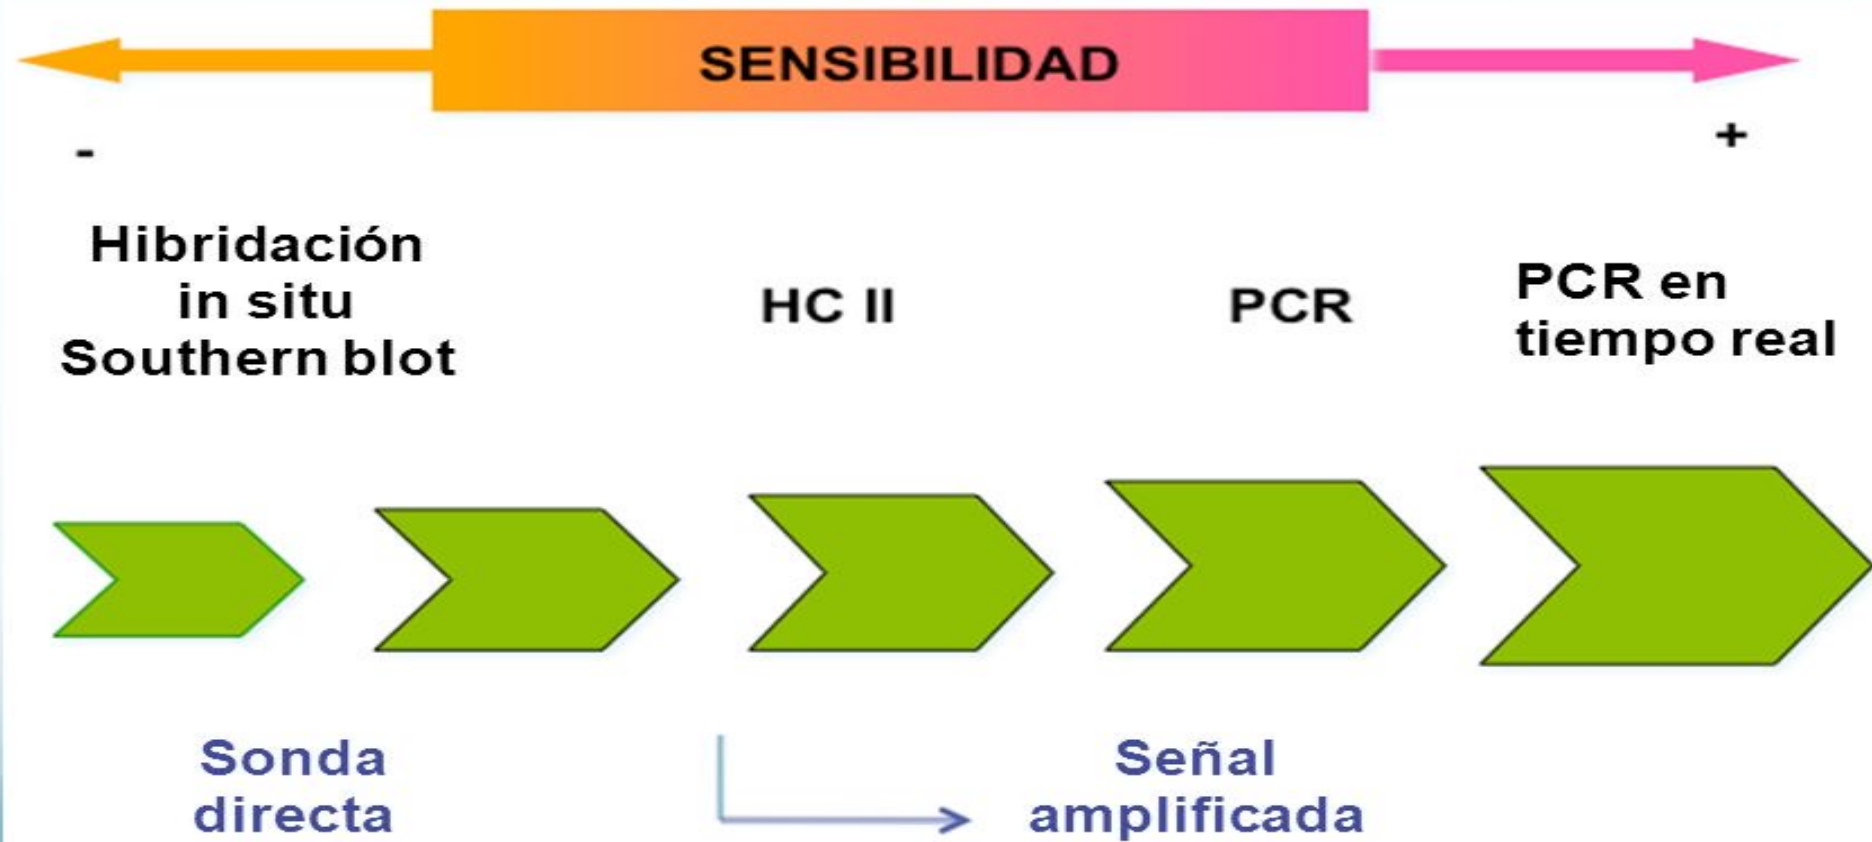 SENSIBILIDAD
-
+
Hibridación
in situ
Southern blot
HC II
PCR
PCR en
tiempo real
Sonda
directa
Señal
amplificada